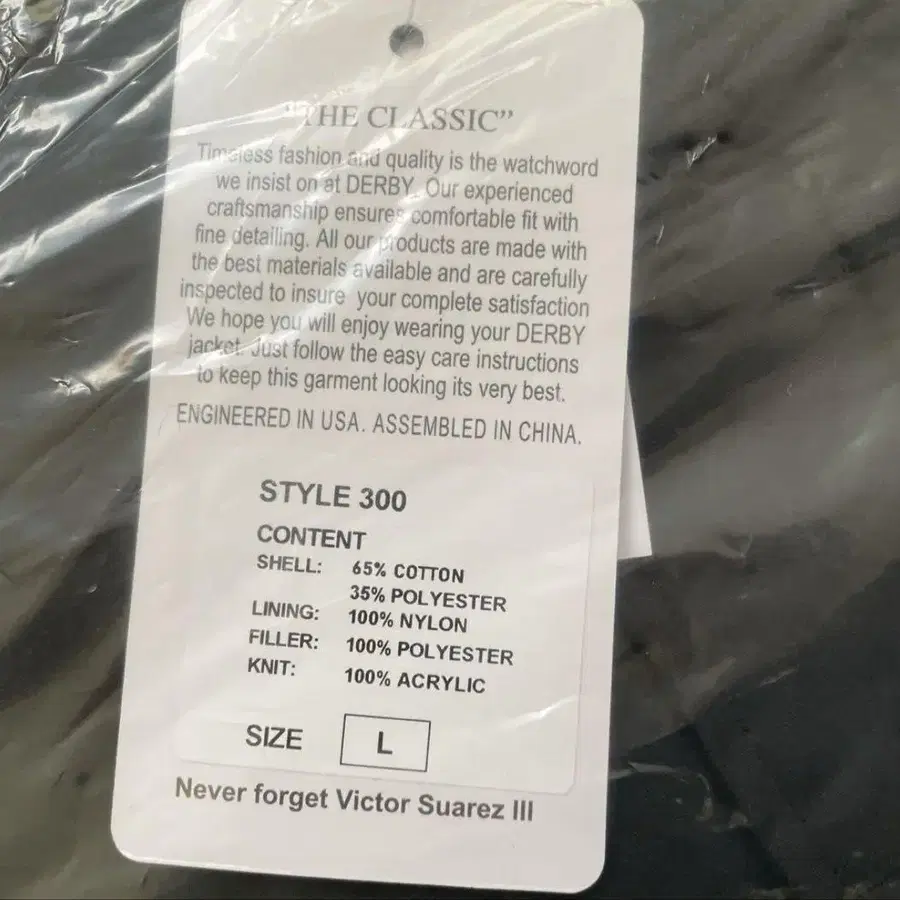 "THE CLASSIC"
Timeless fashion and quality is the watchword
we insist on at DERBY. Our experienced
craftsmanship ensures comfortable fit with
fine detailing. All our products are made with
the best materials available and are carefully
inspected to insure your complete satisfaction
We hope you will enjoy wearing your DERBY
jacket. Just follow the easy care instructions
to keep this garment looking its very best.
ENGINEERED IN USA. ASSEMBLED IN CHINA.
STYLE 300
CONTENT
SHELL: 65% COTTON
35% POLYESTER
LINING: 100% NYLON
FILLER: 100% POLYESTER
KNIT: 100% ACRYLIC
SIZE L
Never forget Victor Suarez III